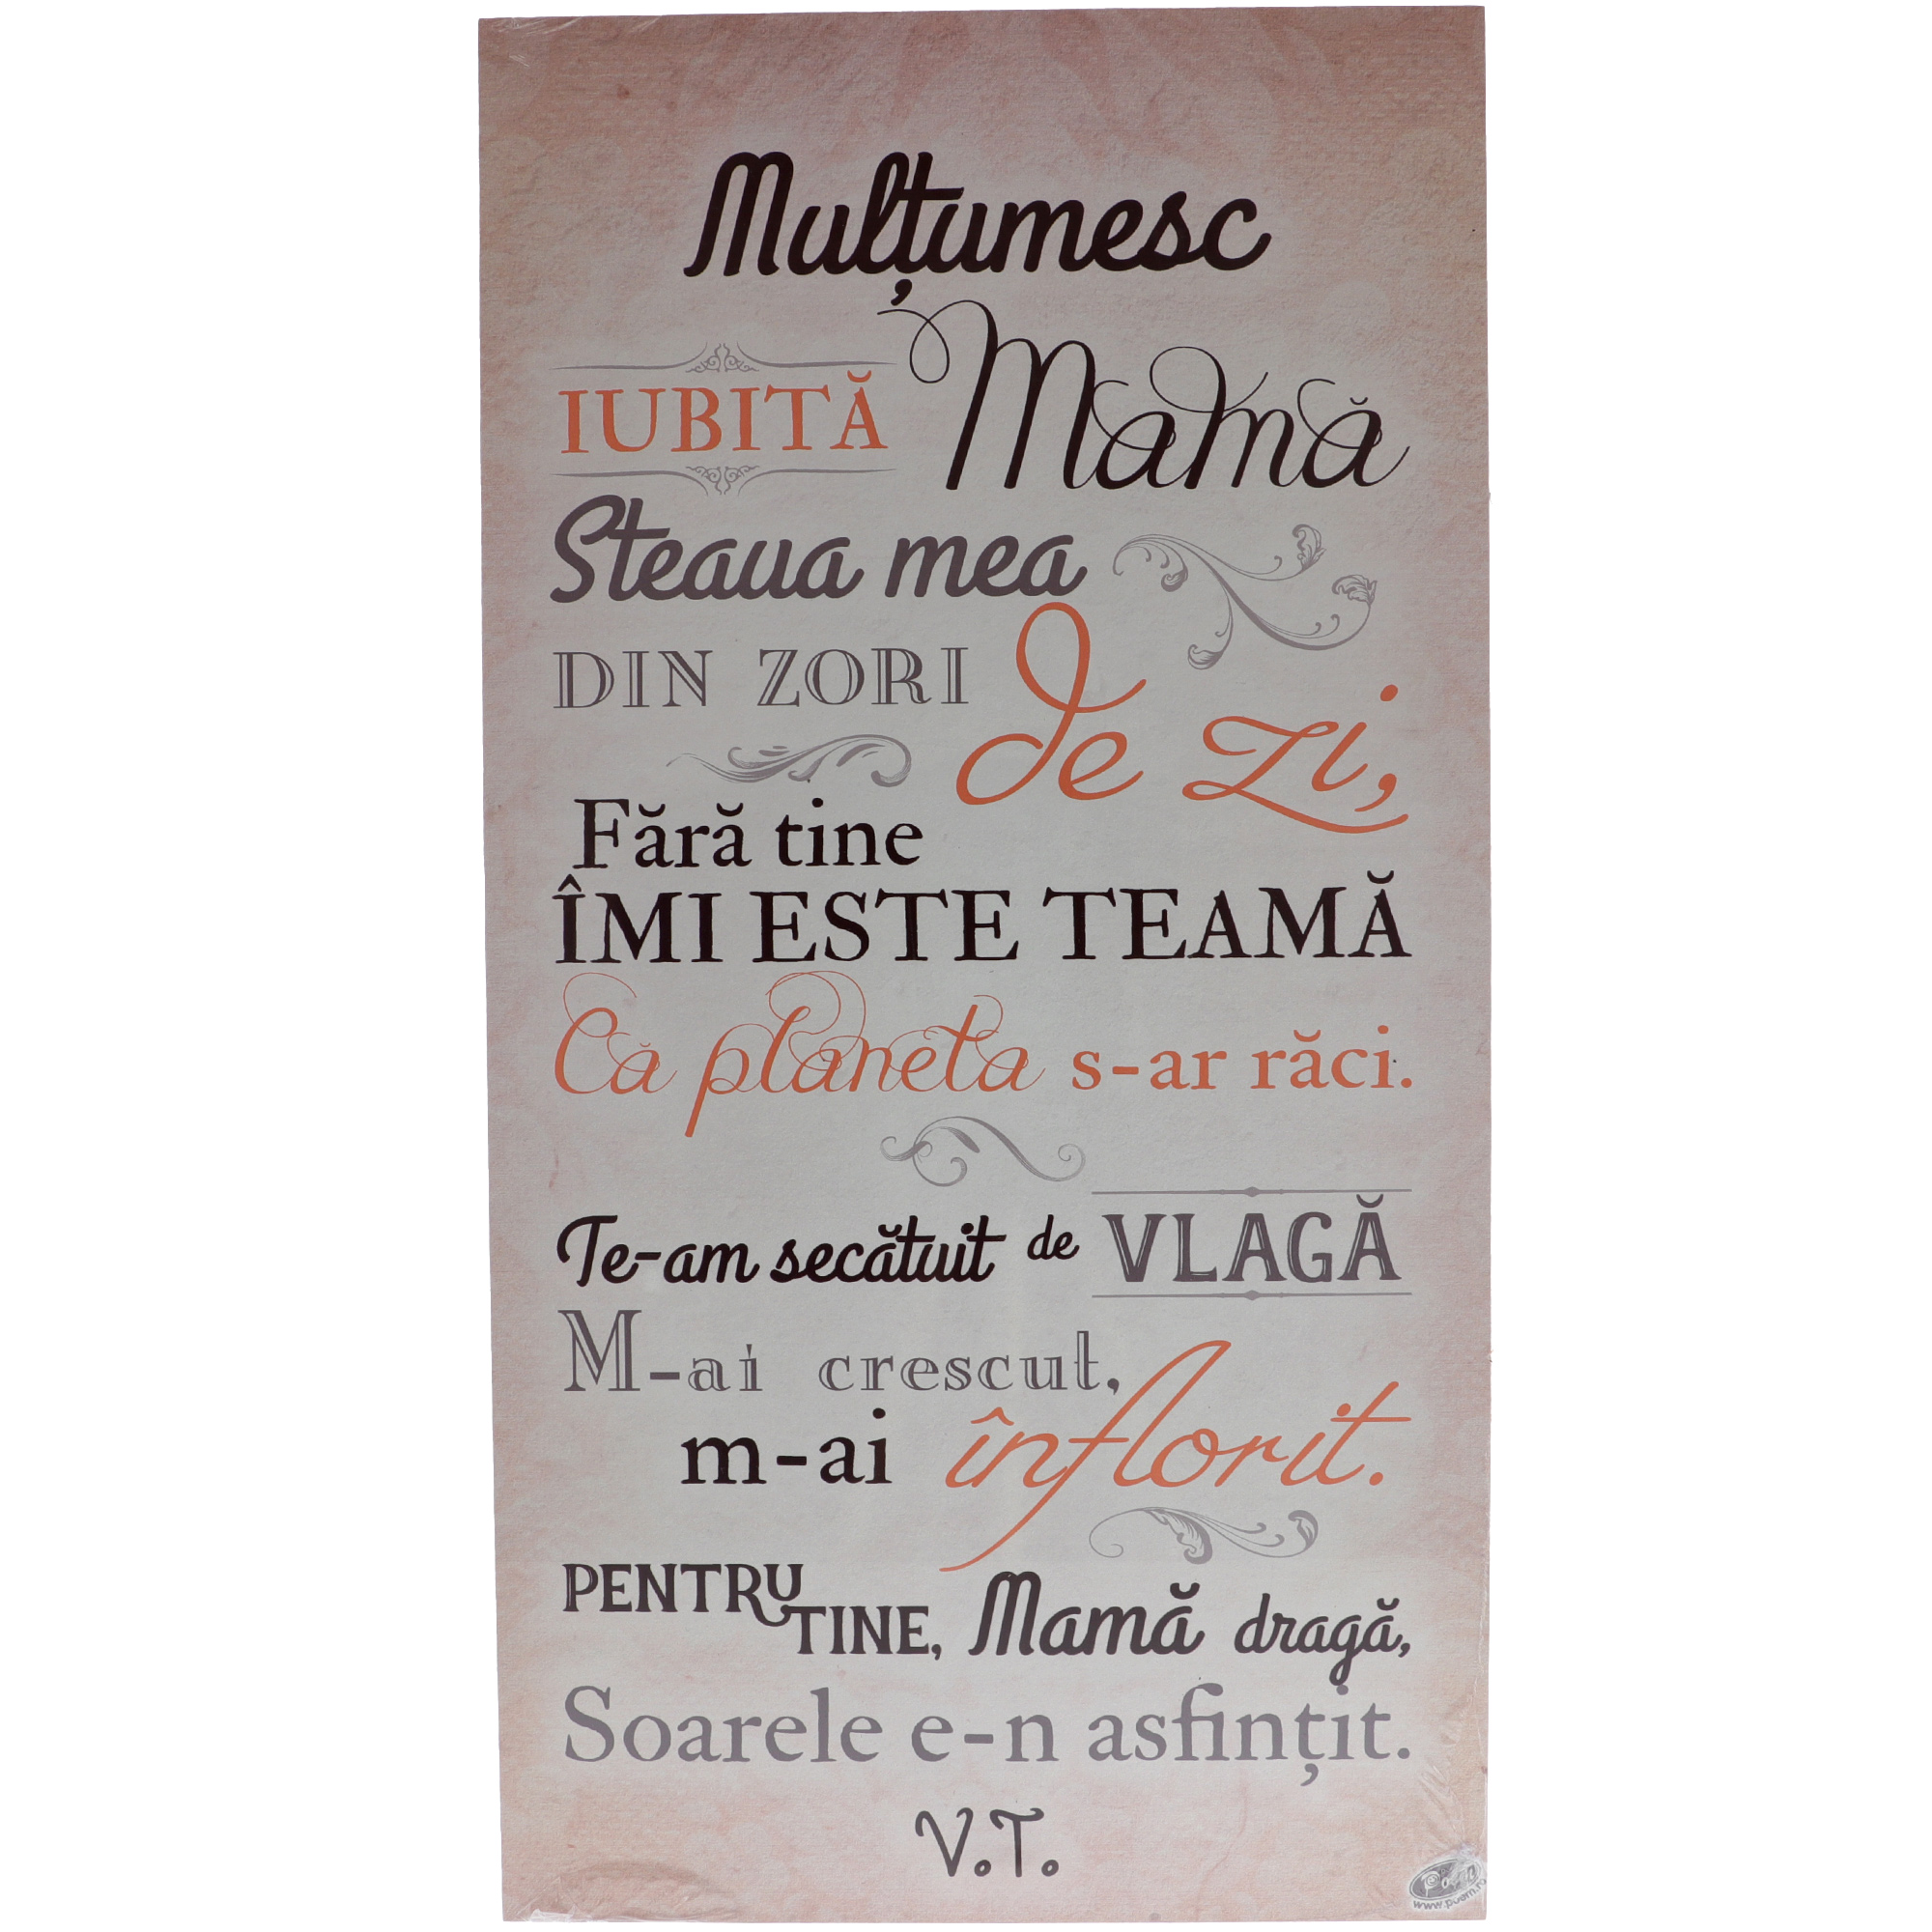 Mulțumesc
IUBITĂ Mamă
Steaua mea
DIN ZORI de zi,
Fără tine
ÎMI ESTE TEAMĂ
Că planeta s-ar răci.
Te-am secătuit de VLAGĂ
M-ai crescut,
m-ai înflorit.
PENTRU TINE, Mamă dragă,
Soarele e-n asfințit.
V.T.